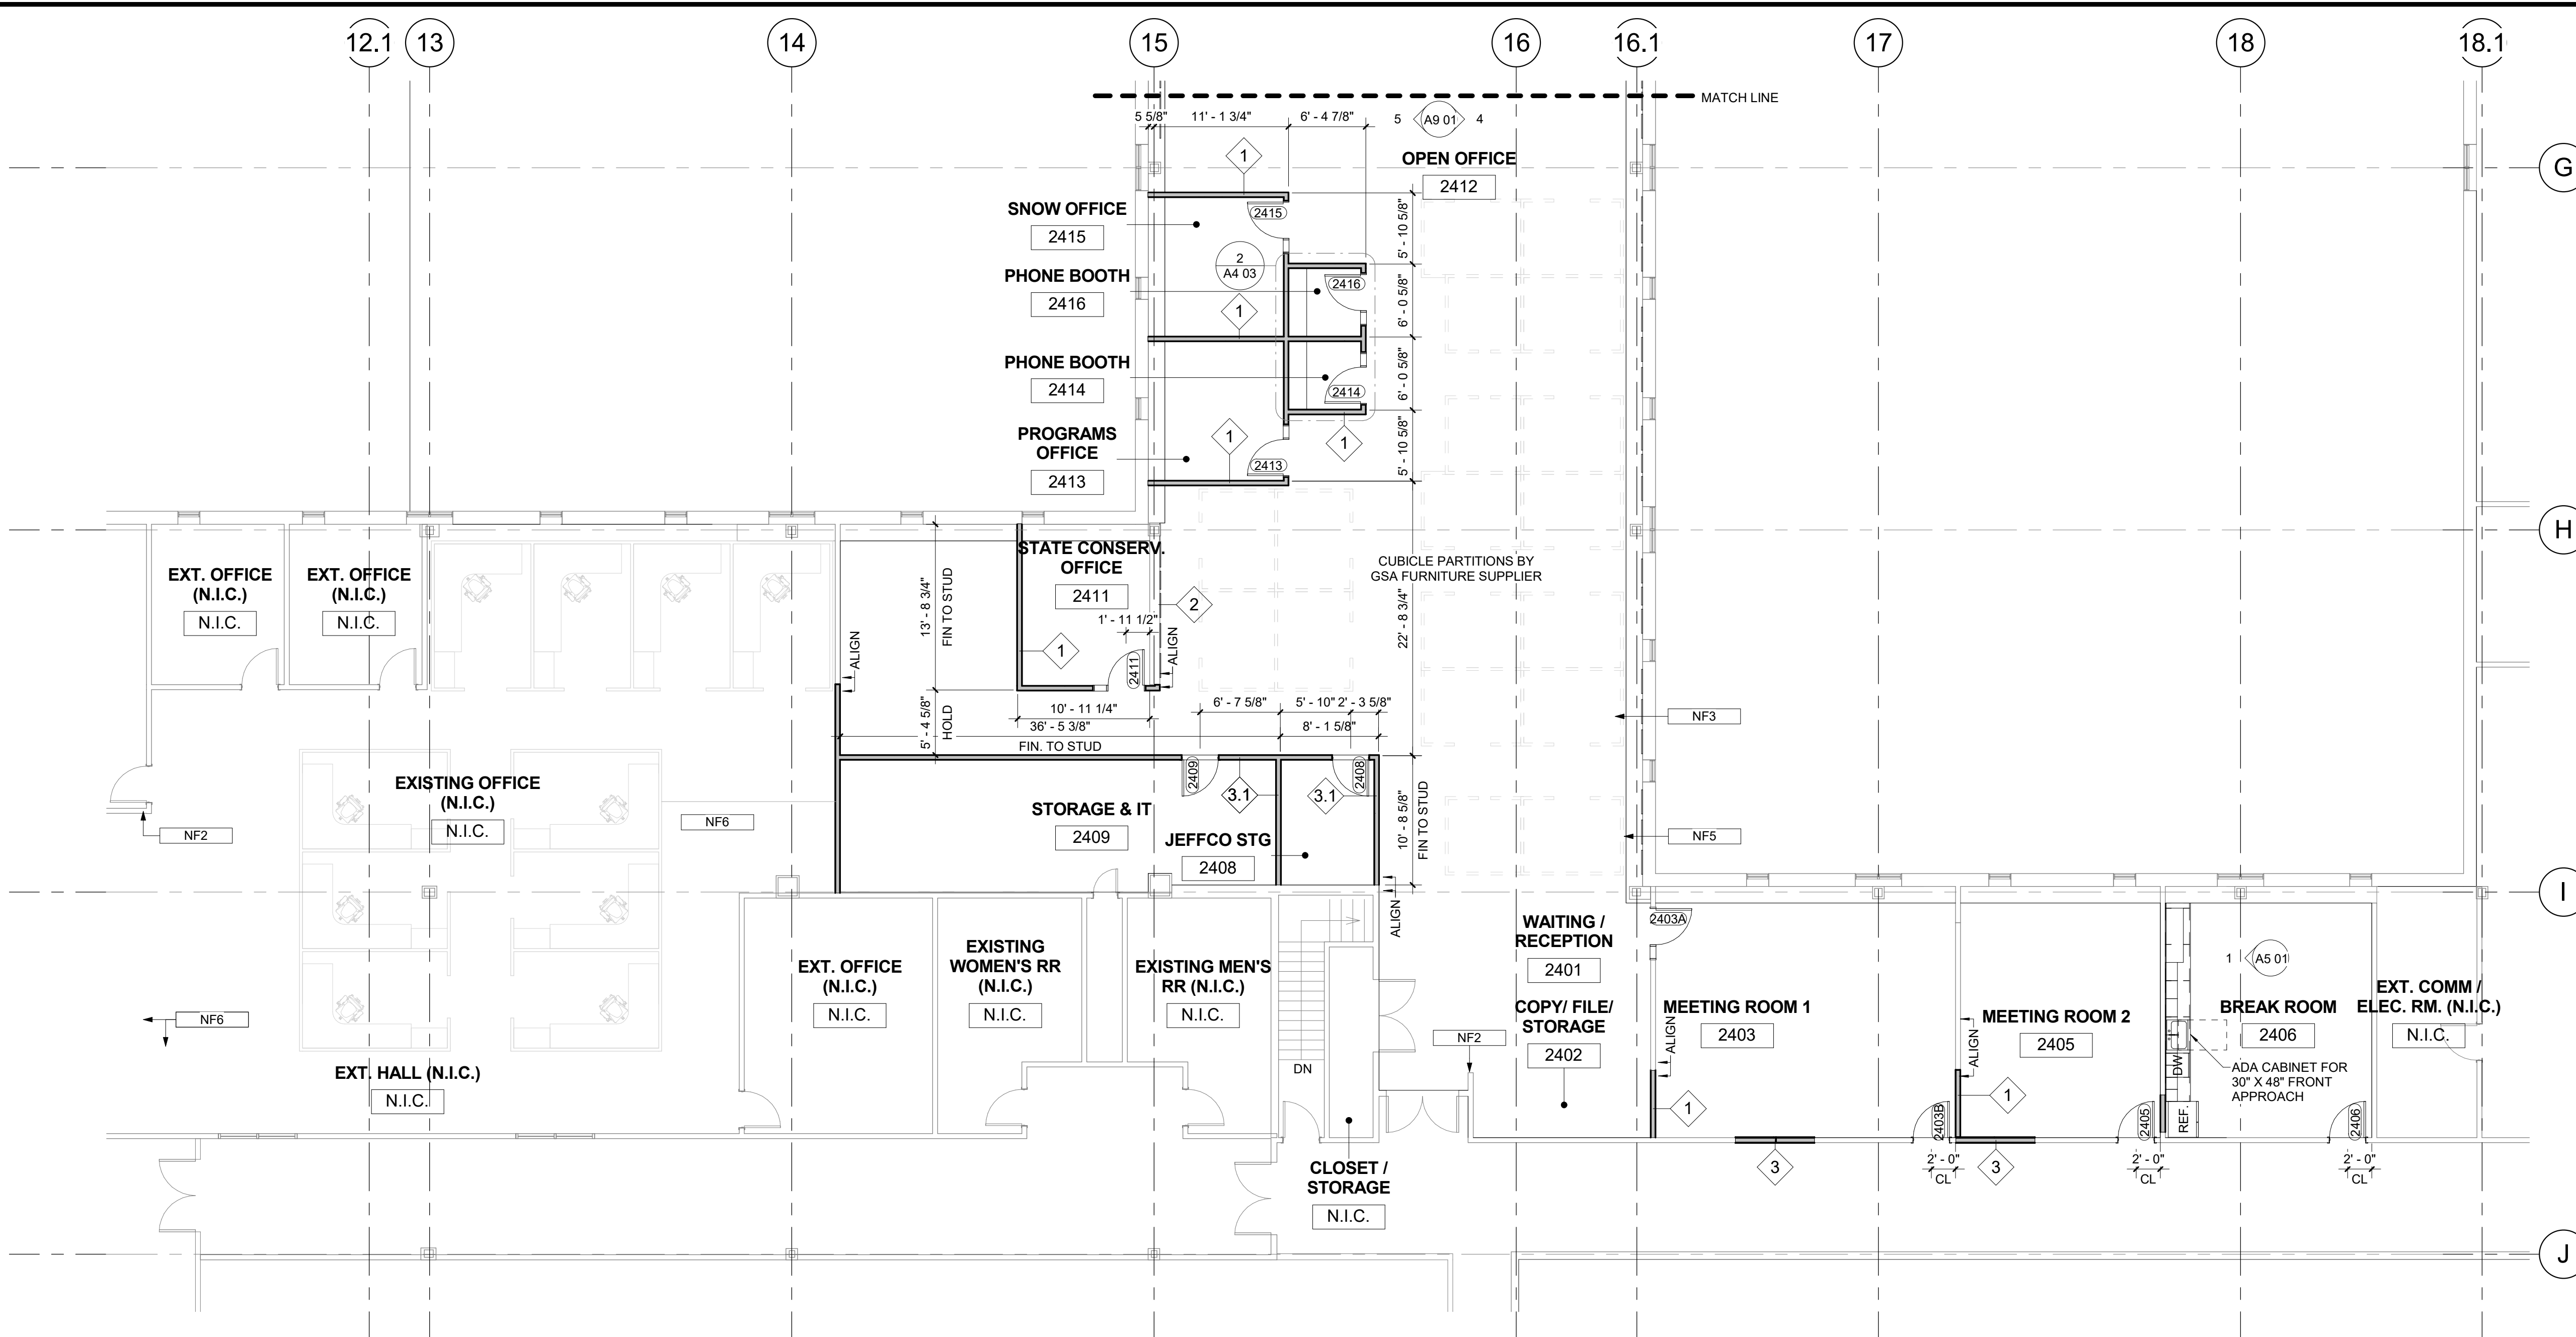 12.1
13
14
15
16
16.1
17
18
18.1
MATCH LINE
5 5/8"
11' - 1 3/4"
6' - 4 7/8"
5
A9 01
4
1
OPEN OFFICE
2412
G
SNOW OFFICE
2415
2415
5' - 10 5/8"
2
A4 03
PHONE BOOTH
2416
2416
6' - 0 5/8"
1
PHONE BOOTH
2414
2414
6' - 0 5/8"
PROGRAMS
OFFICE
2413
1
2413
1
5' - 10 5/8"
H
STATE CONSERV.
OFFICE
2411
CUBICLE PARTITIONS BY
GSA FURNITURE SUPPLIER
EXT. OFFICE
(N.I.C.)
N.I.C.
EXT. OFFICE
(N.I.C.)
N.I.C.
13' - 8 3/4"
FIN TO STUD
2
1' - 11 1/2"
22' - 8 3/4"
ALIGN
1
2411
ALIGN
10' - 11 1/4"
6' - 7 5/8"
5' - 10"
2' - 3 5/8"
5' - 4 5/8"
HOLD
36' - 5 3/8"
8' - 1 5/8"
FIN. TO STUD
NF3
EXISTING OFFICE
(N.I.C.)
N.I.C.
NF2
NF6
2409
2408
3.1
3.1
STORAGE & IT
2409
JEFFCO STG
2408
10' - 8 5/8"
FIN TO STUD
NF5
I
ALIGN
WAITING /
RECEPTION
2401
2403A
EXT. OFFICE
(N.I.C.)
N.I.C.
EXISTING
WOMEN'S RR
(N.I.C.)
N.I.C.
EXISTING MEN'S
RR (N.I.C.)
N.I.C.
1
A5 01
COPY/ FILE/
STORAGE
2402
MEETING ROOM 1
2403
MEETING ROOM 2
2405
BREAK ROOM
2406
EXT. COMM /
ELEC. RM. (N.I.C.)
N.I.C.
NF6
NF2
ALIGN
ALIGN
EXT. HALL (N.I.C.)
N.I.C.
DN
DW
ADA CABINET FOR
30" X 48" FRONT
APPROACH
1
1
REF.
2403B
2405
2406
CLOSET /
STORAGE
N.I.C.
3
3
2' - 0"
CL
2' - 0"
CL
2' - 0"
CL
J